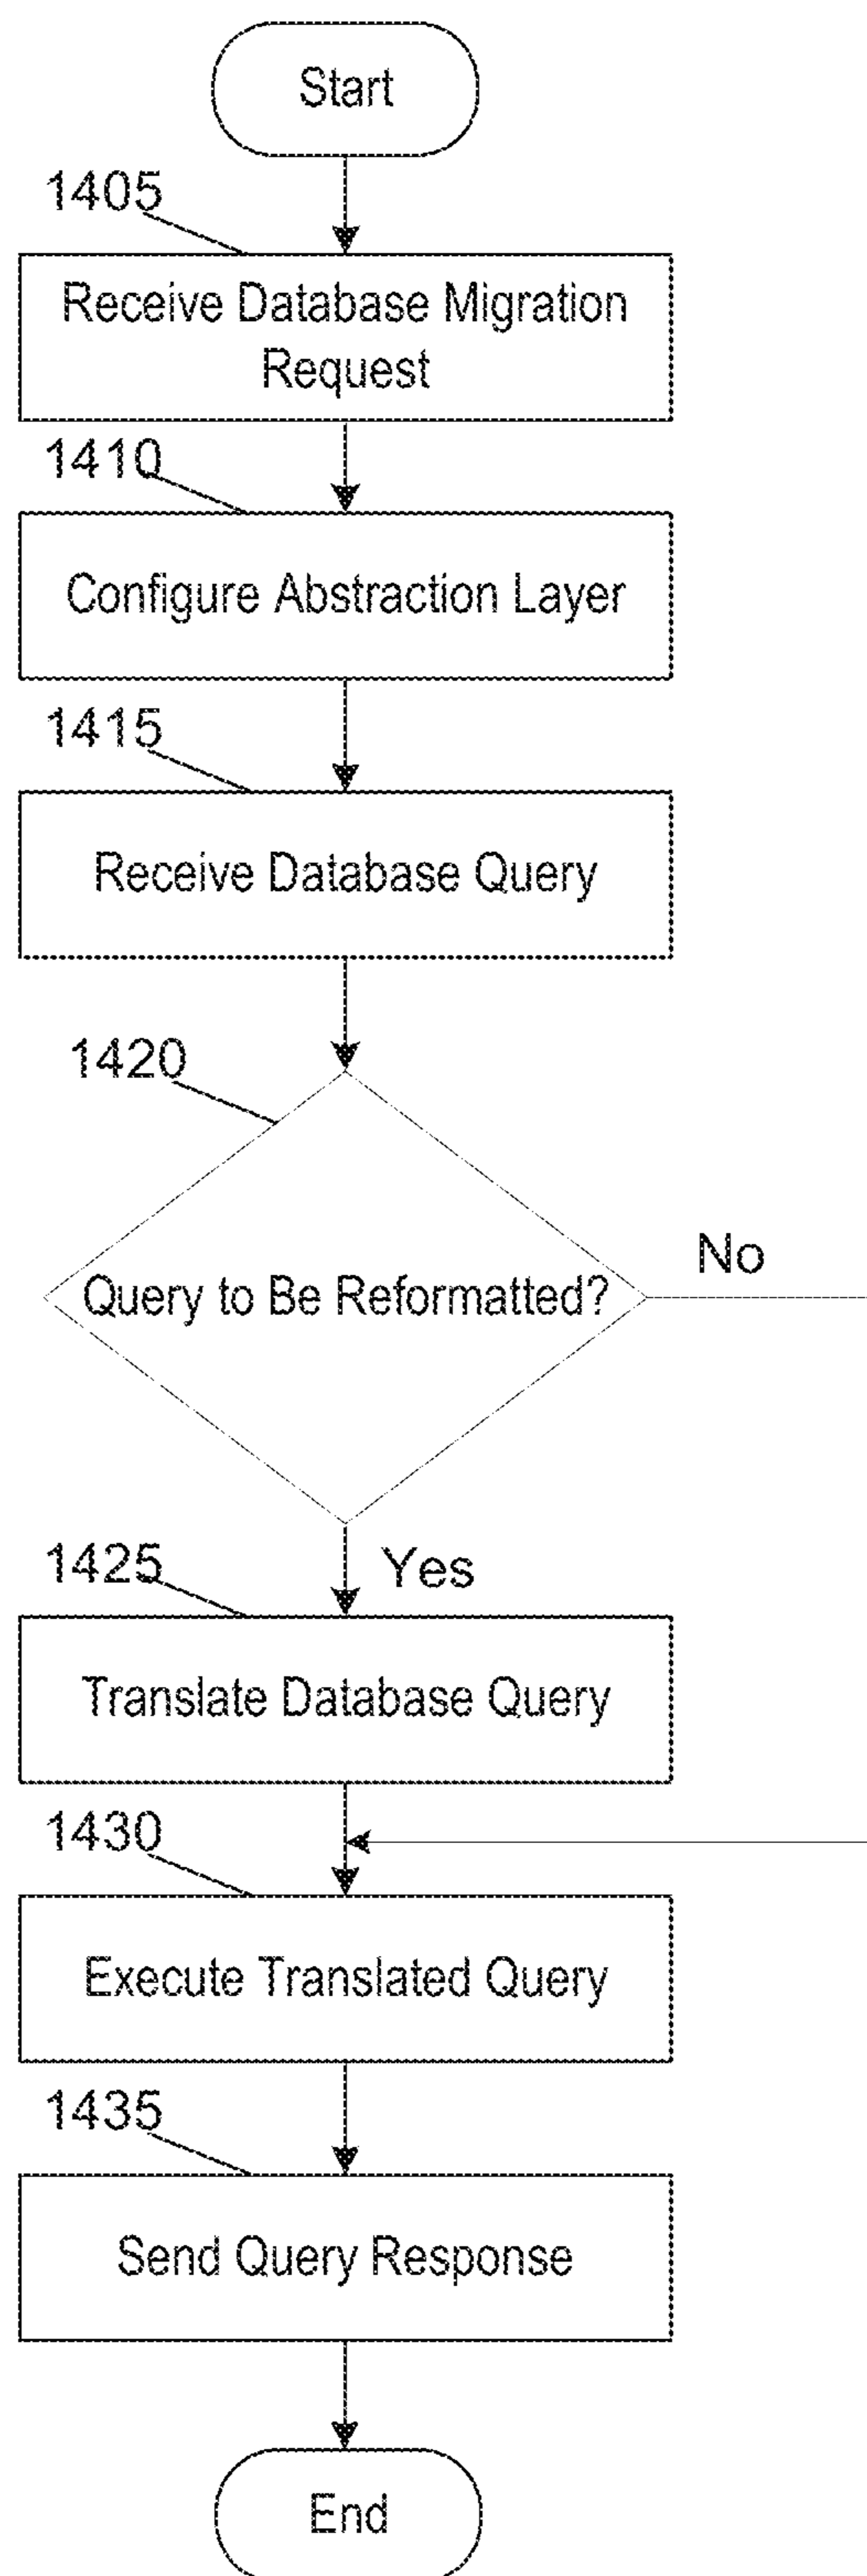 Start
1405
Receive Database Migration
Request
1410
Configure Abstraction Layer
1415
Receive Database Query
1420
Query to Be Reformatted?
No
1425
Yes
Translate Database Query
1430
Execute Translated Query
1435
Send Query Response
End